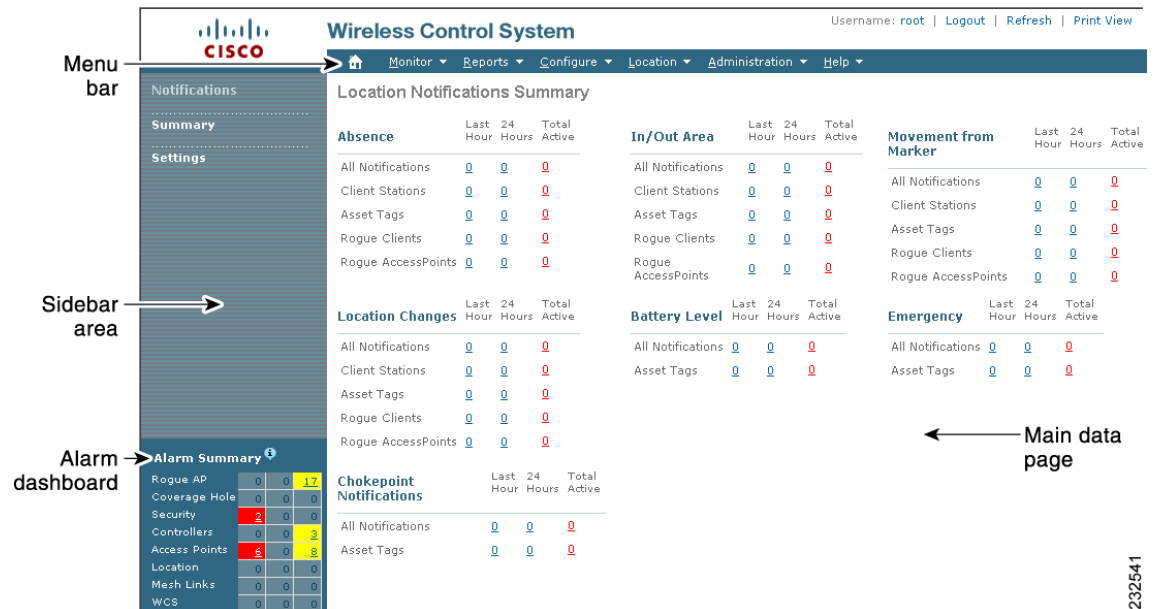 CISCO
Wireless Control System
Username: root | Logout | Refresh | Print View
Menu bar
Monitor Reports Configure Location Administration Help
Notifications
Summary
Settings
Sidebar area
Location Notifications Summary
Absence Last Hour 24 Hours Total Active
All Notifications 0 0 0
Client Stations 0 0 0
Asset Tags 0 0 0
Rogue Clients 0 0 0
Rogue AccessPoints 0 0 0
In/Out Area Last Hour 24 Hours Total Active
All Notifications 0 0 0
Client Stations 0 0 0
Asset Tags 0 0 0
Rogue Clients 0 0 0
Rogue AccessPoints 0 0 0
Movement from Marker Last Hour 24 Hours Total Active
All Notifications 0 0 0
Client Stations 0 0 0
Asset Tags 0 0 0
Rogue Clients 0 0 0
Rogue AccessPoints 0 0 0
Location Changes Last Hour 24 Hours Total Active
All Notifications 0 0 0
Client Stations 0 0 0
Asset Tags 0 0 0
Rogue Clients 0 0 0
Rogue AccessPoints 0 0 0
Battery Level Last Hour 24 Hours Total Active
All Notifications 0 0 0
Asset Tags 0 0 0
Emergency Last Hour 24 Hours Total Active
All Notifications 0 0 0
Asset Tags 0 0 0
Main data page
Chokepoint Notifications Last Hour 24 Hours Total Active
All Notifications 0 0 0
Asset Tags 0 0 0
Alarm dashboard
Alarm Summary
Rogue AP 0 0 17
Coverage Hole 0 0 0
Security 2 0 0
Controllers 0 0 3
Access Points 6 0 8
Location 0 0 0
Mesh Links 0 0 0
WCS 0 0 0
232541